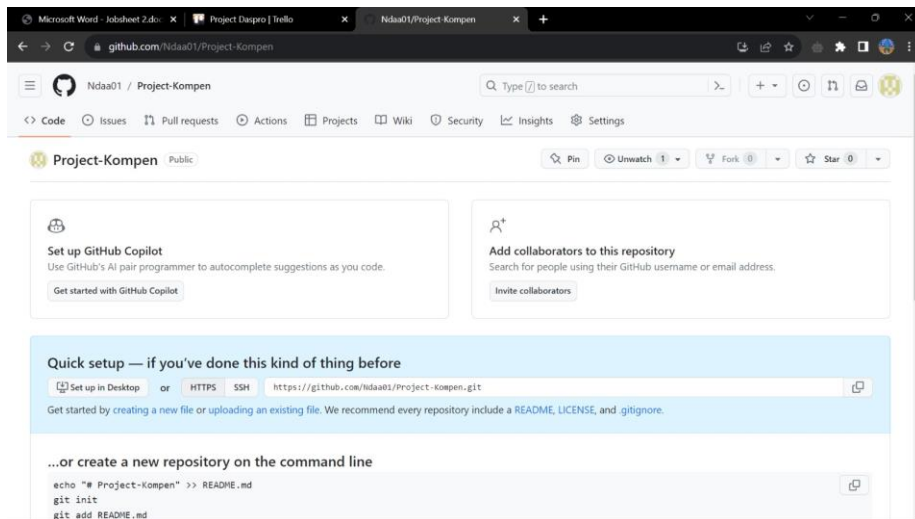 Microsoft Word - Jobsheet 2.doc
Project Daspro | Trello
Ndaa01/Project-Kompen
github.com/Ndaa01/Project-Kompen
Ndaa01 / Project-Kompen
Type / to search
Code Issues Pull requests Actions Projects Wiki Security Insights Settings
Project-Kompen Public
Pin Unwatch 1 Fork 0 Star 0
Set up GitHub Copilot
Use GitHub's AI pair programmer to autocomplete suggestions as you code.
Get started with GitHub Copilot
Add collaborators to this repository
Search for people using their GitHub username or email address.
Invite collaborators
Quick setup — if you've done this kind of thing before
Set up in Desktop or HTTPS SSH https://github.com/Ndaa01/Project-Kompen.git
Get started by creating a new file or uploading an existing file. We recommend every repository include a README, LICENSE, and .gitignore.
...or create a new repository on the command line
echo "# Project-Kompen" >> README.md
git init
git add README.md